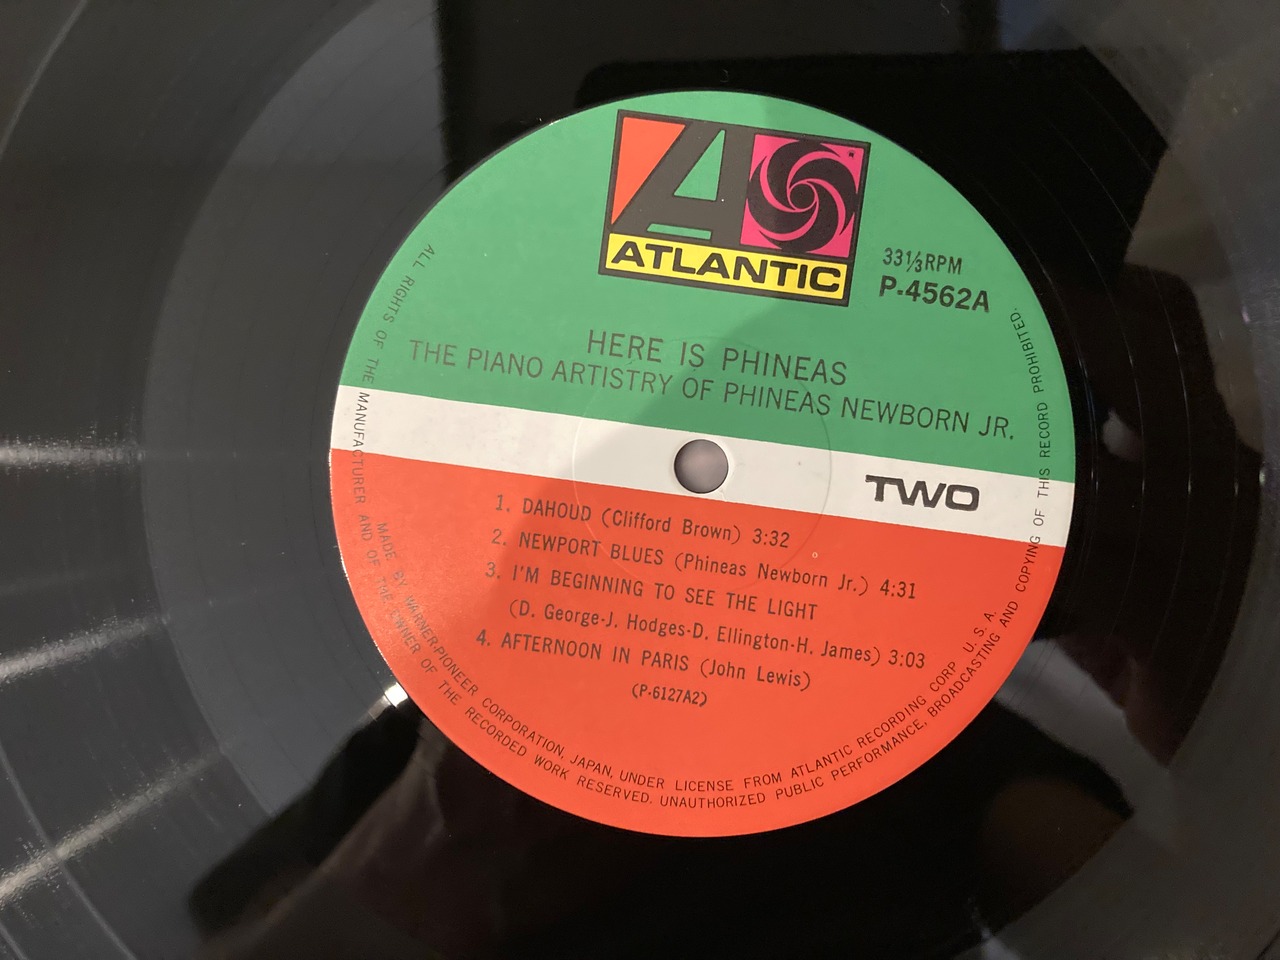 ATLANTIC
33⅓RPM
P-4562A
HERE IS PHINEAS
THE PIANO ARTISTRY OF PHINEAS NEWBORN JR.
TWO
1. DAHOUD (Clifford Brown) 3:32
2. NEWPORT BLUES (Phineas Newborn Jr.) 4:31
3. I'M BEGINNING TO SEE THE LIGHT
(D. George-J. Hodges-D. Ellington-H. James) 3:03
4. AFTERNOON IN PARIS (John Lewis)
(P-6127A2)
MADE BY WARNER-PIONEER CORPORATION, JAPAN, UNDER LICENSE FROM ATLANTIC RECORDING CORP. U. S. A.
ALL RIGHTS OF THE MANUFACTURER AND OF THE OWNER OF THE RECORDED WORK RESERVED. UNAUTHORIZED PUBLIC PERFORMANCE, BROADCASTING AND COPYING OF THIS RECORD PROHIBITED.